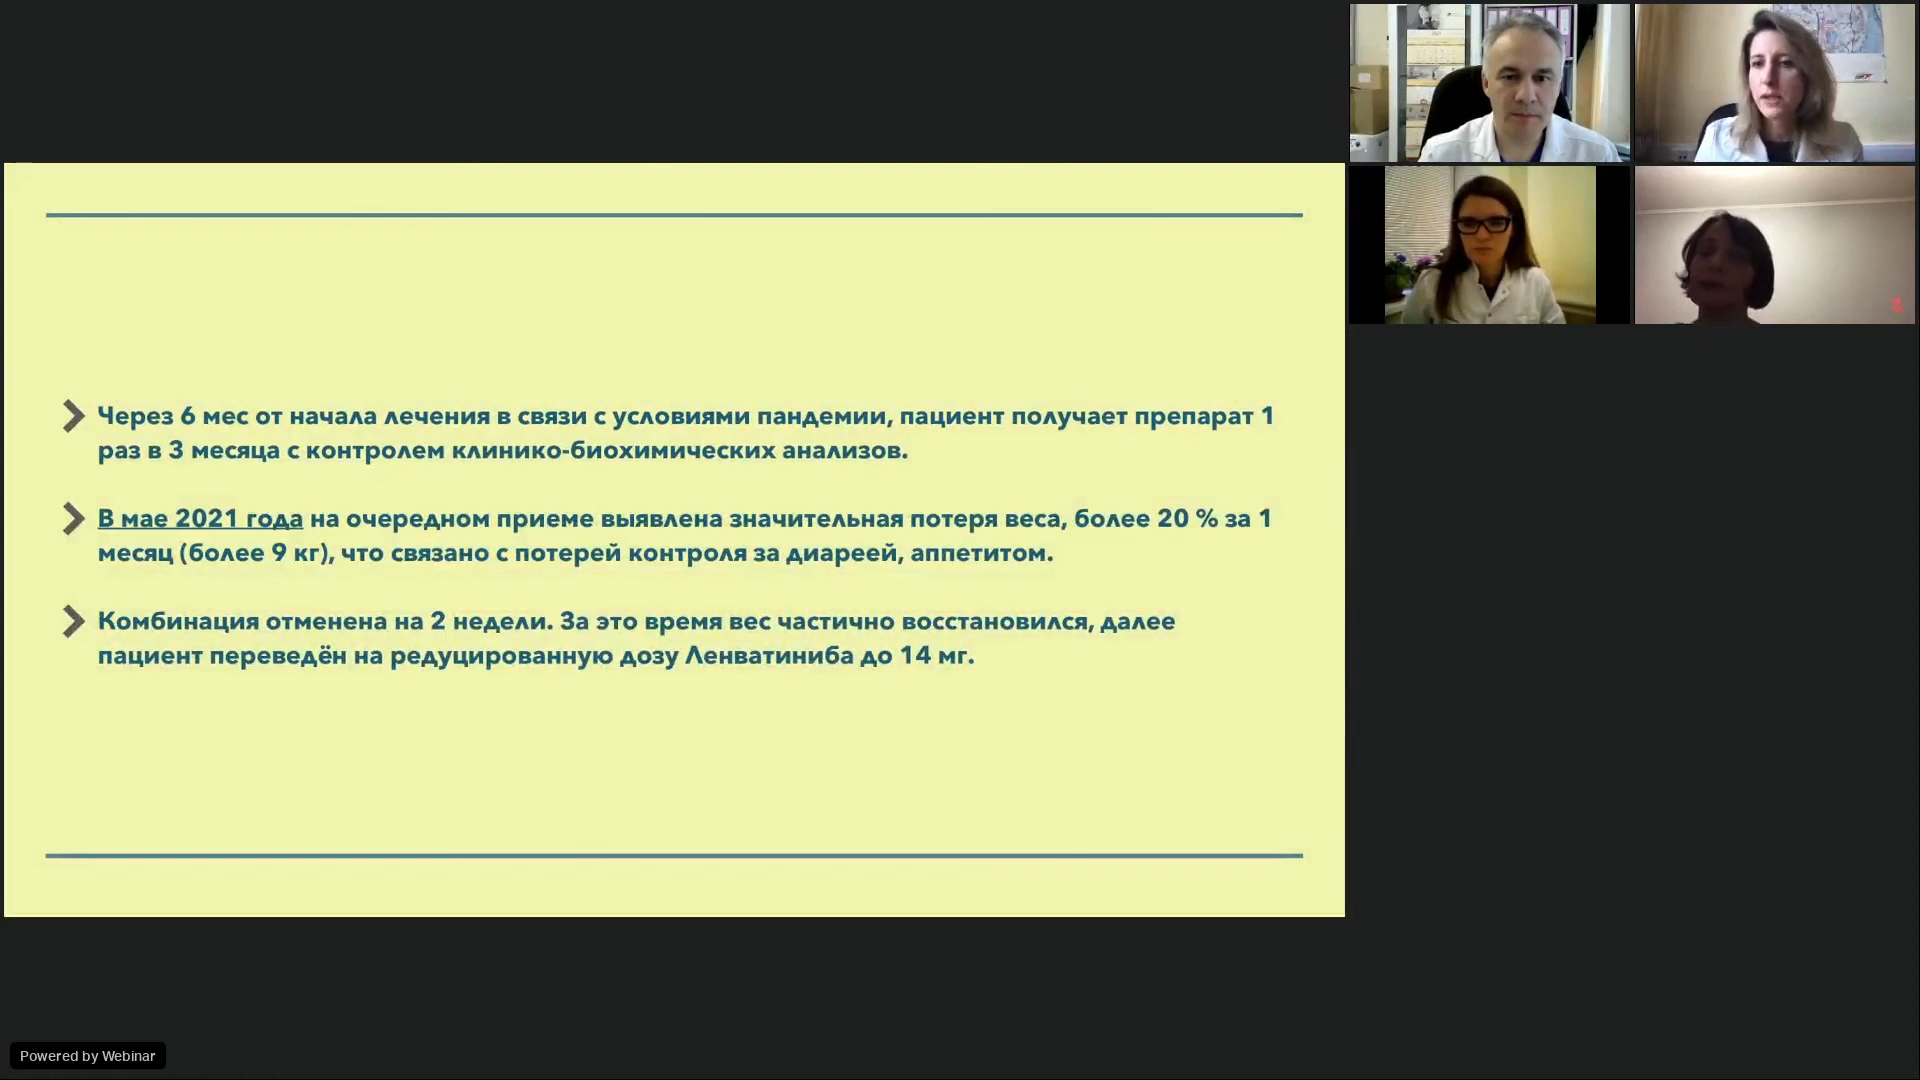 Через 6 мес от начала лечения в связи с условиями пандемии, пациент получает препарат 1
раз в 3 месяца с контролем клинико-биохимических анализов.
В мае 2021 года на очередном приеме выявлена значительная потеря веса, более 20 % за 1
месяц (более 9 кг), что связано с потерей контроля за диареей, аппетитом.
Комбинация отменена на 2 недели. За это время вес частично восстановился, далее
пациент переведён на редуцированную дозу Ленватиниба до 14 мг.
Powered by Webinar